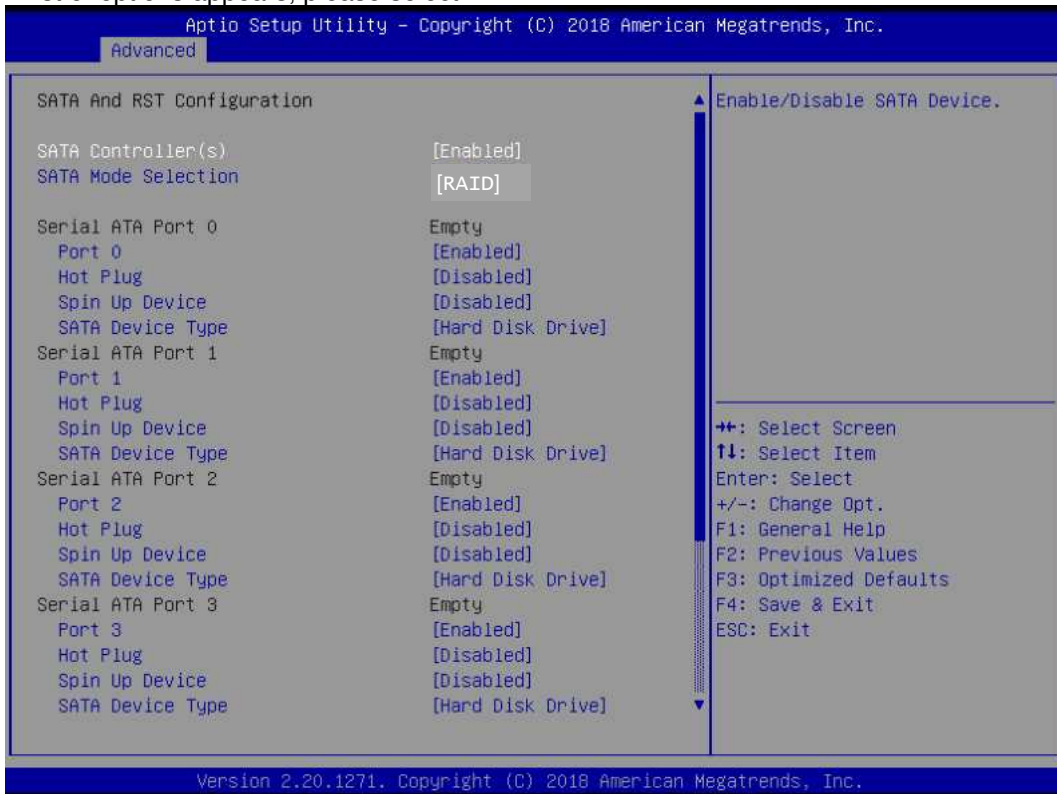 Aptio Setup Utility – Copyright (C) 2018 American Megatrends, Inc.
Advanced
SATA And RST Configuration
SATA Controller(s) [Enabled]
SATA Mode Selection [RAID]
Serial ATA Port 0 Empty
Port 0 [Enabled]
Hot Plug [Disabled]
Spin Up Device [Disabled]
SATA Device Type [Hard Disk Drive]
Serial ATA Port 1 Empty
Port 1 [Enabled]
Hot Plug [Disabled]
Spin Up Device [Disabled]
SATA Device Type [Hard Disk Drive]
Serial ATA Port 2 Empty
Port 2 [Enabled]
Hot Plug [Disabled]
Spin Up Device [Disabled]
SATA Device Type [Hard Disk Drive]
Serial ATA Port 3 Empty
Port 3 [Enabled]
Hot Plug [Disabled]
Spin Up Device [Disabled]
SATA Device Type [Hard Disk Drive]
Enable/Disable SATA Device.
→←: Select Screen
↑↓: Select Item
Enter: Select
+/-: Change Opt.
F1: General Help
F2: Previous Values
F3: Optimized Defaults
F4: Save & Exit
ESC: Exit
Version 2.20.1271. Copyright (C) 2018 American Megatrends, Inc.